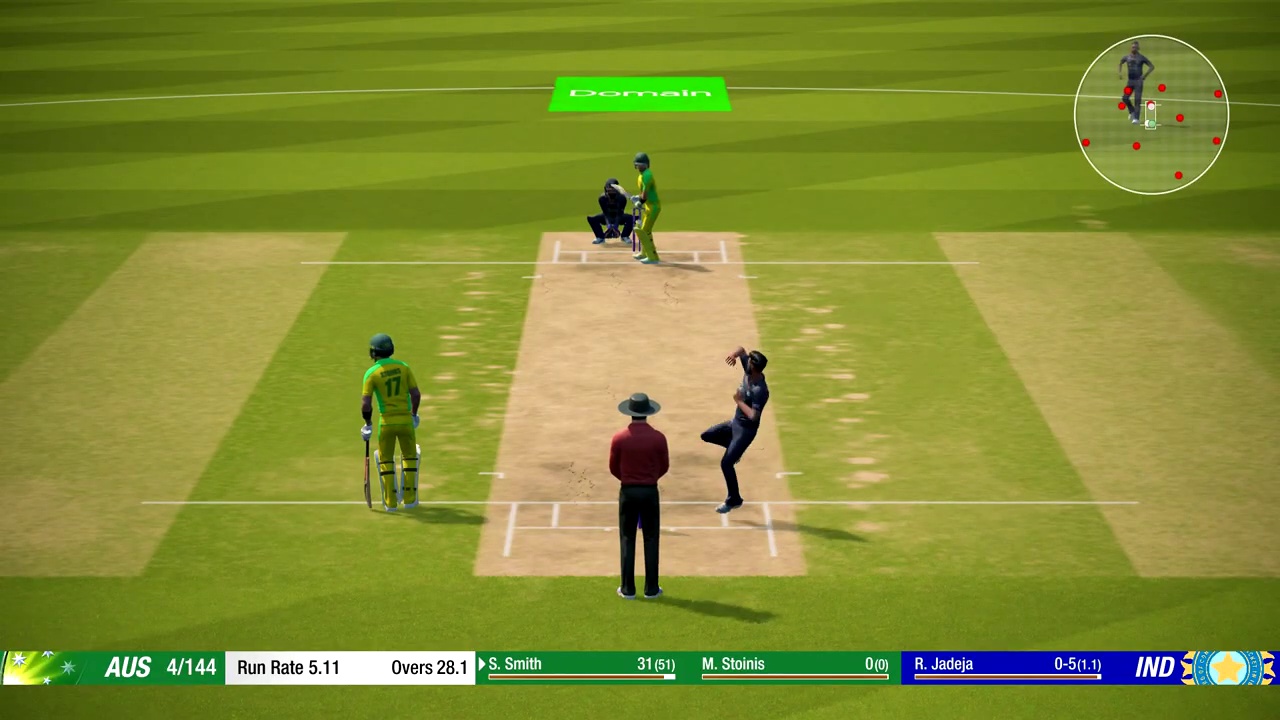 Domain
STOINIS
17
AUS 4/144 Run Rate 5.11 Overs 28.1 S. Smith 31 (51) M. Stoinis 0 (0) R. Jadeja 0-5 (1.1) IND